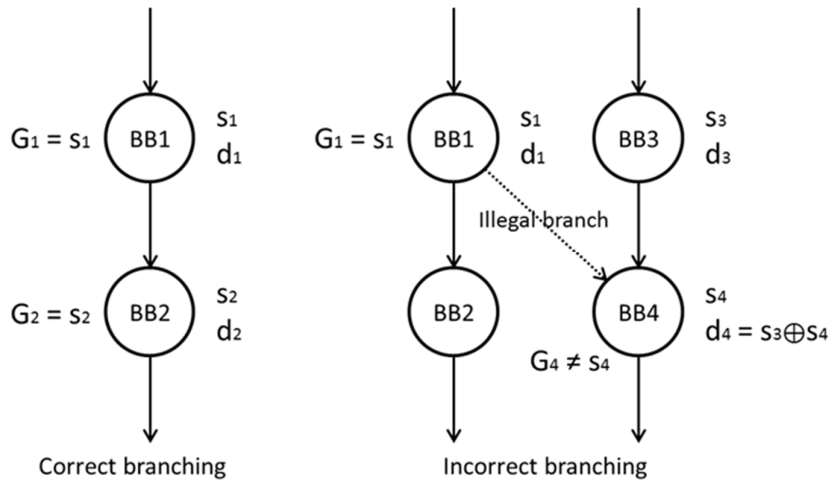 G₁ = s₁
BB1
s₁
d₁
G₂ = s₂
BB2
s₂
d₂
Correct branching
G₁ = s₁
BB1
s₁
d₁
BB3
s₃
d₃
Illegal branch
BB2
BB4
s₄
d₄ = s₃⊕s₄
G₄ ≠ s₄
Incorrect branching